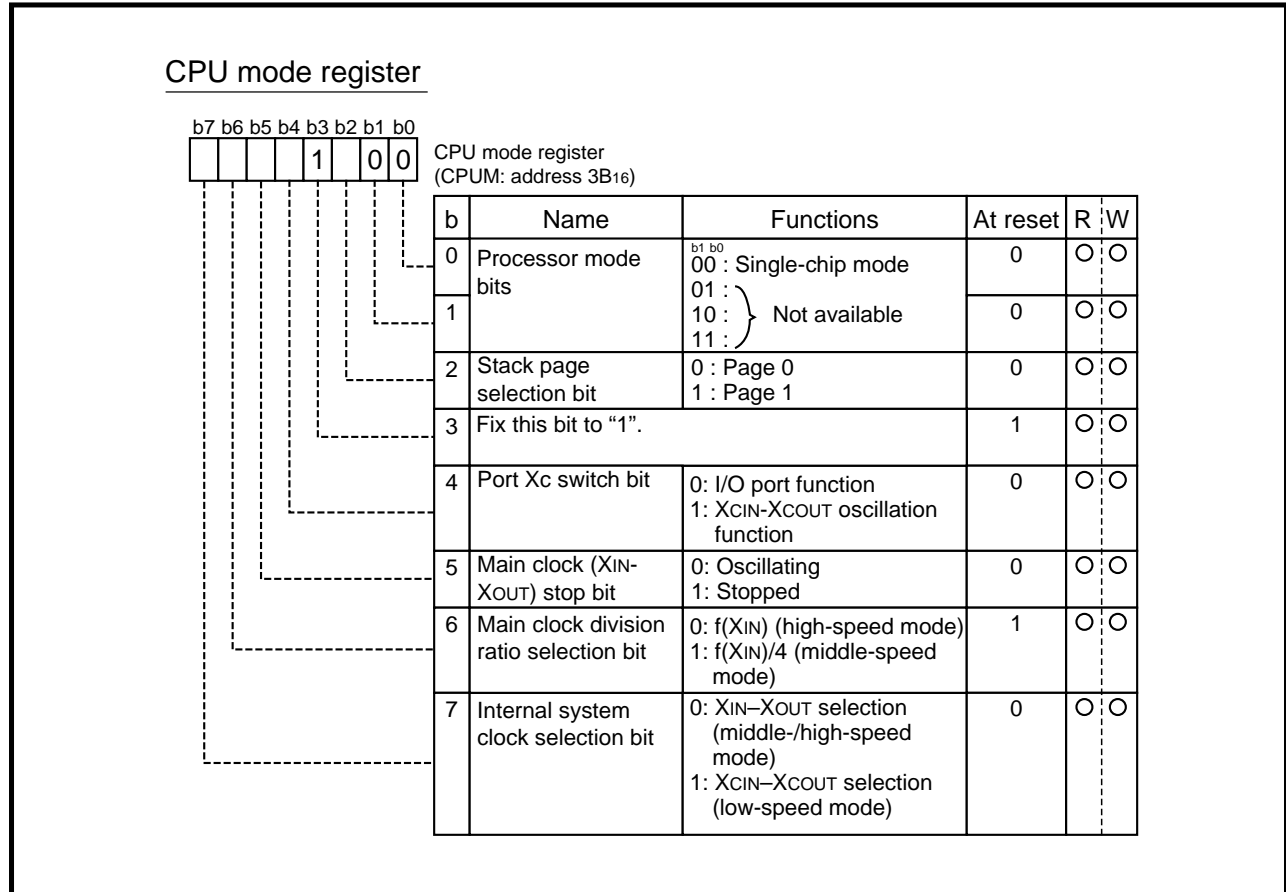 CPU mode register
b7 b6 b5 b4 b3 b2 b1 b0
1 0 0
CPU mode register
(CPUM: address 3B16)
b Name Functions At reset R W
0 Processor mode bits
b1 b0
00 : Single-chip mode
01 :
10 : Not available
11 :
0
1
0
2 Stack page selection bit
0 : Page 0
1 : Page 1
0
3 Fix this bit to “1”.
1
4 Port Xc switch bit
0: I/O port function
1: XCIN-XCOUT oscillation
function
0
5 Main clock (XIN-
XOUT) stop bit
0: Oscillating
1: Stopped
0
6 Main clock division
ratio selection bit
0: f(XIN) (high-speed mode)
1: f(XIN)/4 (middle-speed
mode)
1
7 Internal system
clock selection bit
0: XIN–XOUT selection
(middle-/high-speed
mode)
1: XCIN–XCOUT selection
(low-speed mode)
0